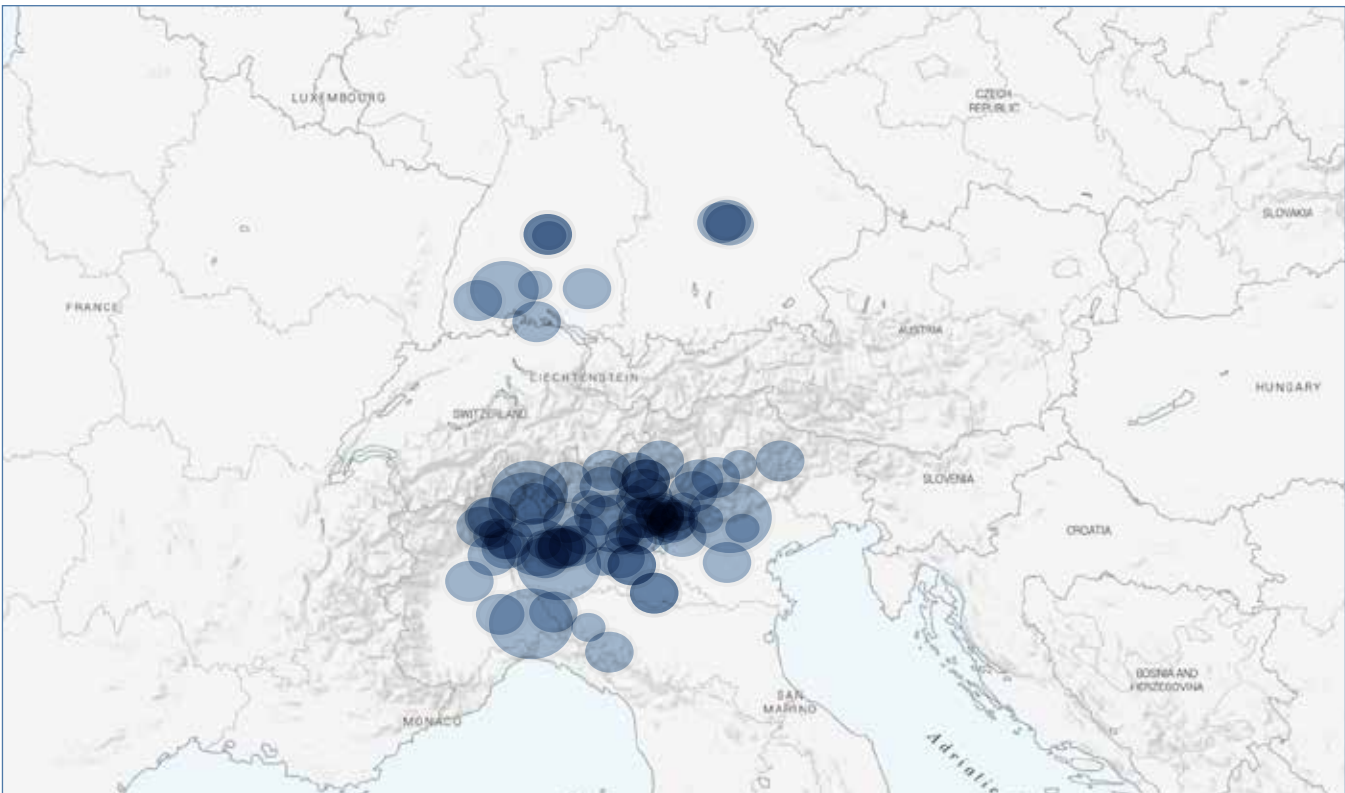 LUXEMBOURG
CZECH
REPUBLIC
SLOVAKIA
FRANCE
AUSTRIA
LIECHTENSTEIN
HUNGARY
SWITZERLAND
SLOVENIA
CROATIA
BOSNIA AND
HERZEGOVINA
SAN
MARINO
MONACO
Adriatic